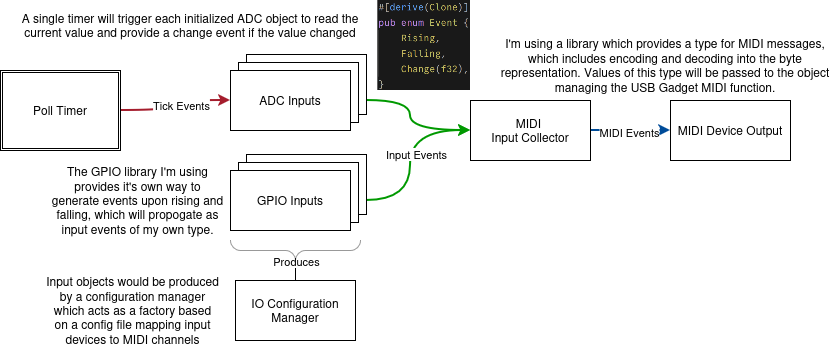 A single timer will trigger each initialized ADC object to read the
current value and provide a change event if the value changed
#[derive(Clone)]
pub enum Event {
Rising,
Falling,
Change(f32),
}
I'm using a library which provides a type for MIDI messages,
which includes encoding and decoding into the byte
representation. Values of this type will be passed to the object
managing the USB Gadget MIDI function.
Poll Timer
Tick Events
ADC Inputs
MIDI
Input Collector
MIDI Events
MIDI Device Output
Input Events
The GPIO library I'm using
provides it's own way to
generate events upon rising and
falling, which will propogate as
input events of my own type.
GPIO Inputs
Produces
Input objects would be produced
by a configuration manager
which acts as a factory based
on a config file mapping input
devices to MIDI channels
IO Configuration
Manager